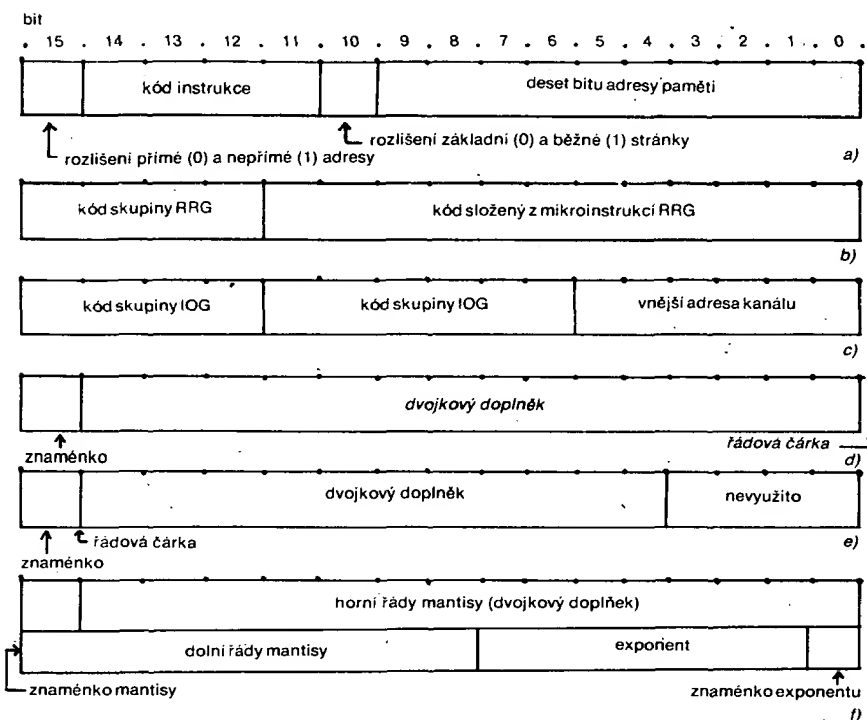 bit
. 15 . 14 . 13 . 12 . 11 . 10 . 9 . 8 . 7 . 6 . 5 . 4 . 3 . 2 . 1 . 0 .
kód instrukce
deset bitu adresy paměti
rozlišení základní (0) a běžné (1) stránky
rozlišení přímé (0) a nepřímé (1) adresy
a)
kód skupiny RRG
kód složený z mikroinstrukcí RRG
b)
kód skupiny IOG
kód skupiny IOG
vnější adresa kanálu
c)
dvojkový doplněk
řádová čárka
znaménko
d)
dvojkový doplněk
nevyužito
řádová čárka
e)
znaménko
horní řády mantisy (dvojkový doplněk)
dolní řády mantisy
exponent
znaménko mantisy
znaménko exponentu
f)